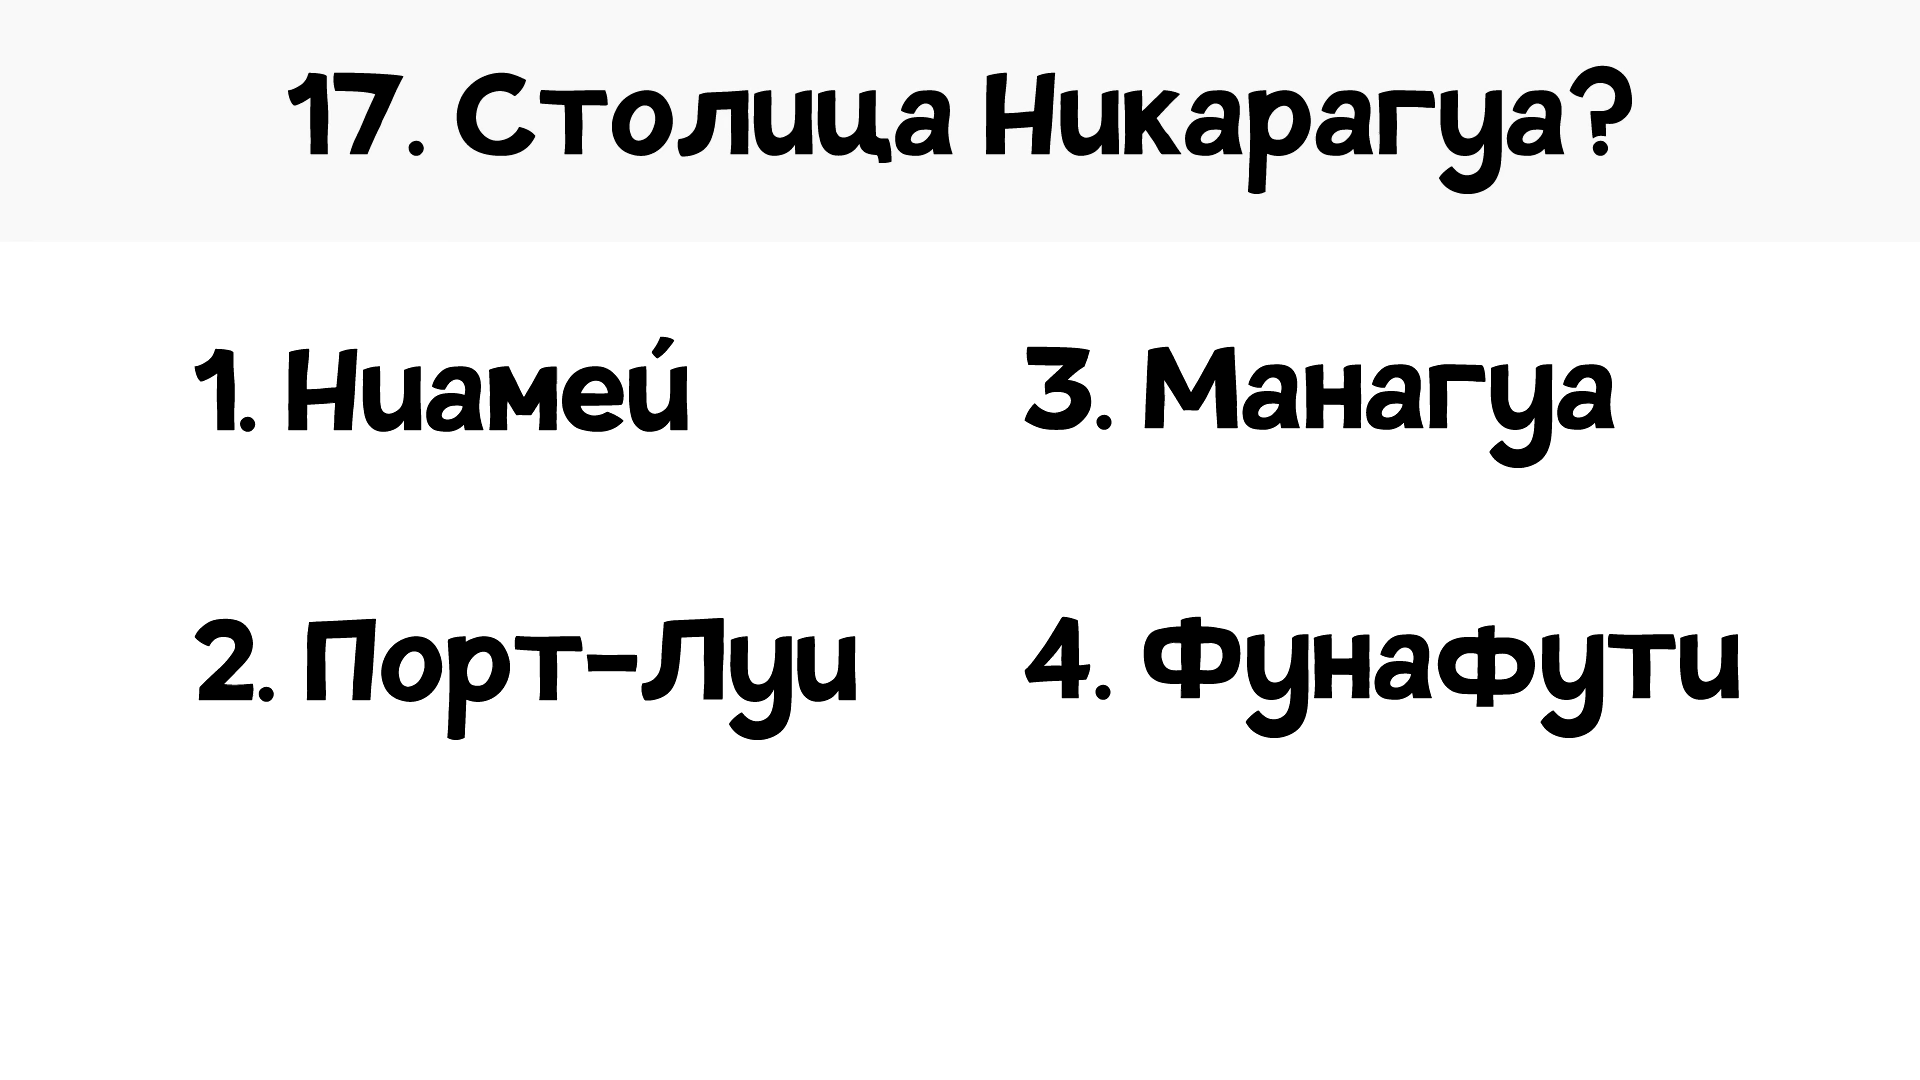 17. Столица Никарагуа?
1. Ниамей
2. Порт-Луи
3. Манагуа
4. Фунафути